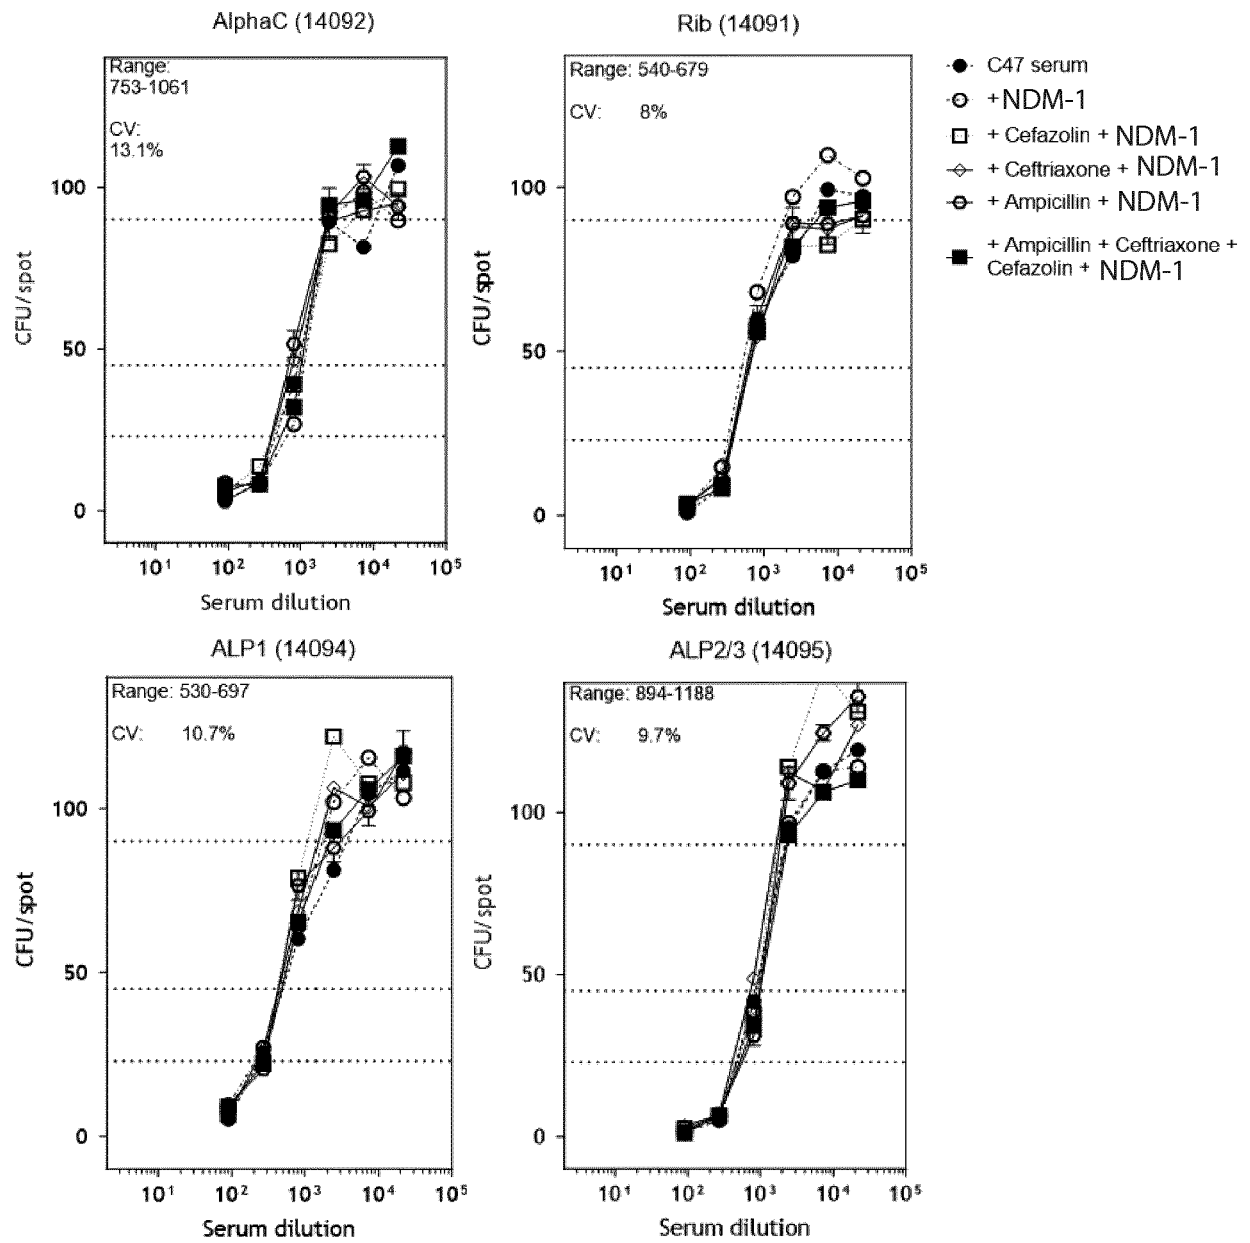 AlphaC (14092)
Range:
753-1061
CV:
13.1%
100
50
0
CFU/spot
10¹ 10² 10³ 10⁴ 10⁵
Serum dilution
Rib (14091)
Range: 540-679
CV: 8%
100
50
0
CFU/spot
10¹ 10² 10³ 10⁴ 10⁵
Serum dilution
C47 serum
+NDM-1
+ Cefazolin + NDM-1
+ Ceftriaxone + NDM-1
+ Ampicillin + NDM-1
+ Ampicillin + Ceftriaxone +
Cefazolin + NDM-1
ALP1 (14094)
Range: 530-697
CV: 10.7%
100
50
0
CFU/spot
10¹ 10² 10³ 10⁴ 10⁵
Serum dilution
ALP2/3 (14095)
Range: 894-1188
CV: 9.7%
100
50
0
CFU/spot
10¹ 10² 10³ 10⁴ 10⁵
Serum dilution